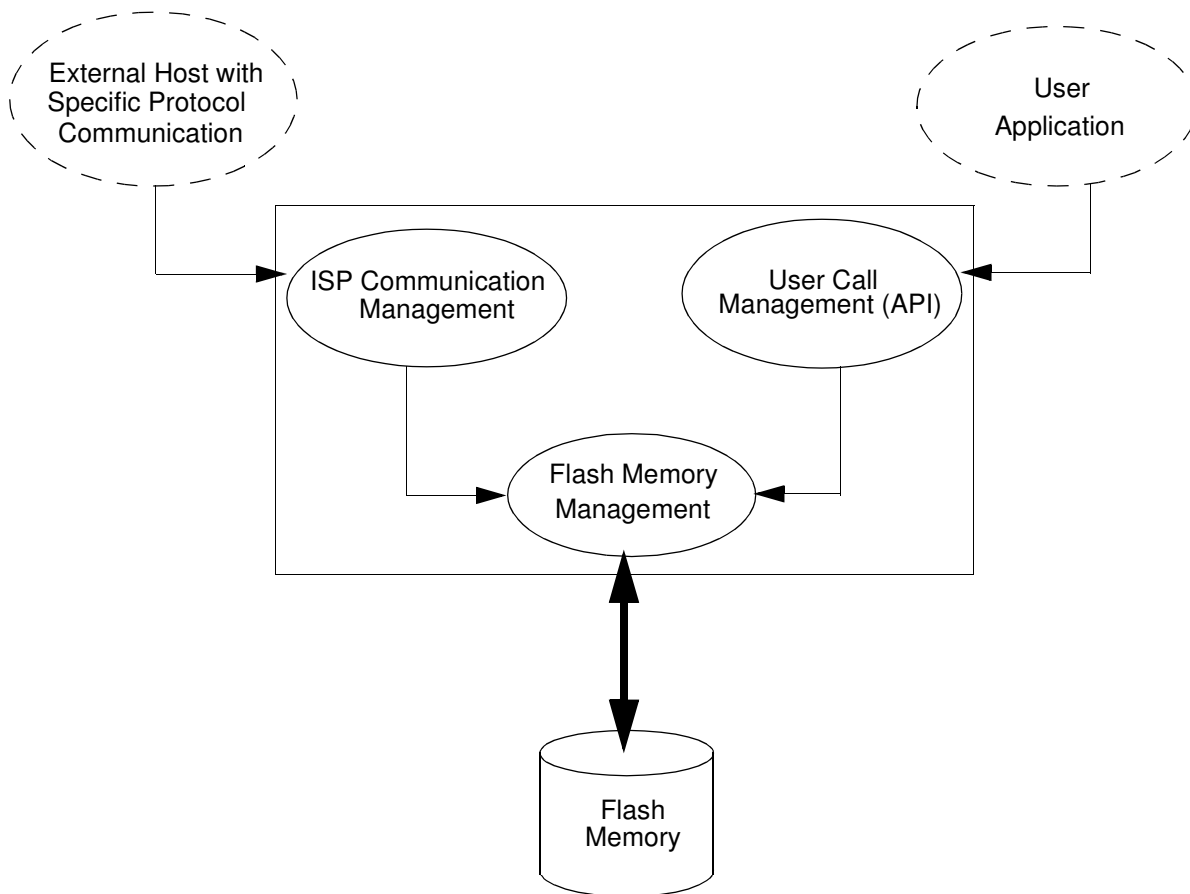 External Host with
Specific Protocol
Communication
User
Application
ISP Communication
Management
User Call
Management (API)
Flash Memory
Management
Flash
Memory